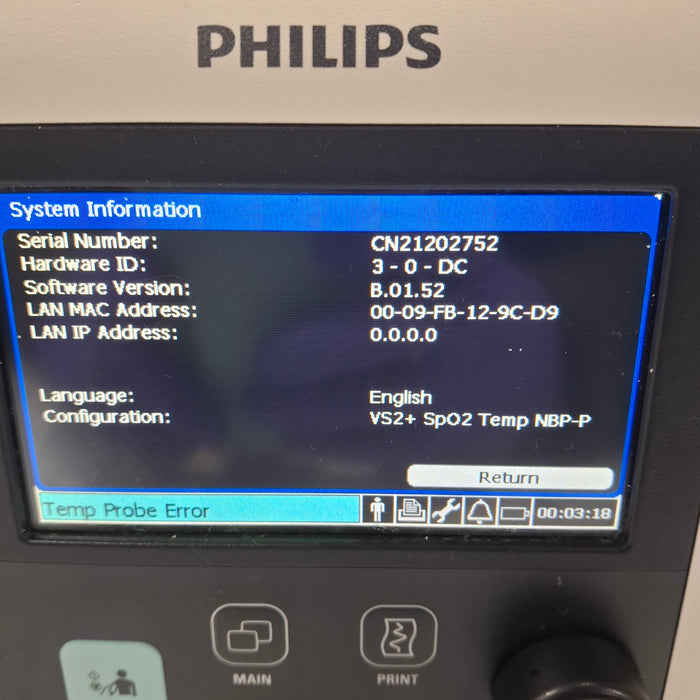 PHILIPS
System Information
Serial Number: CN21202752
Hardware ID: 3 - 0 - DC
Software Version: B.01.52
LAN MAC Address: 00-09-FB-12-9C-D9
LAN IP Address: 0.0.0.0
Language: English
Configuration: VS2+ SpO2 Temp NBP-P
Return
Temp Probe Error 00:03:18
MAIN PRINT